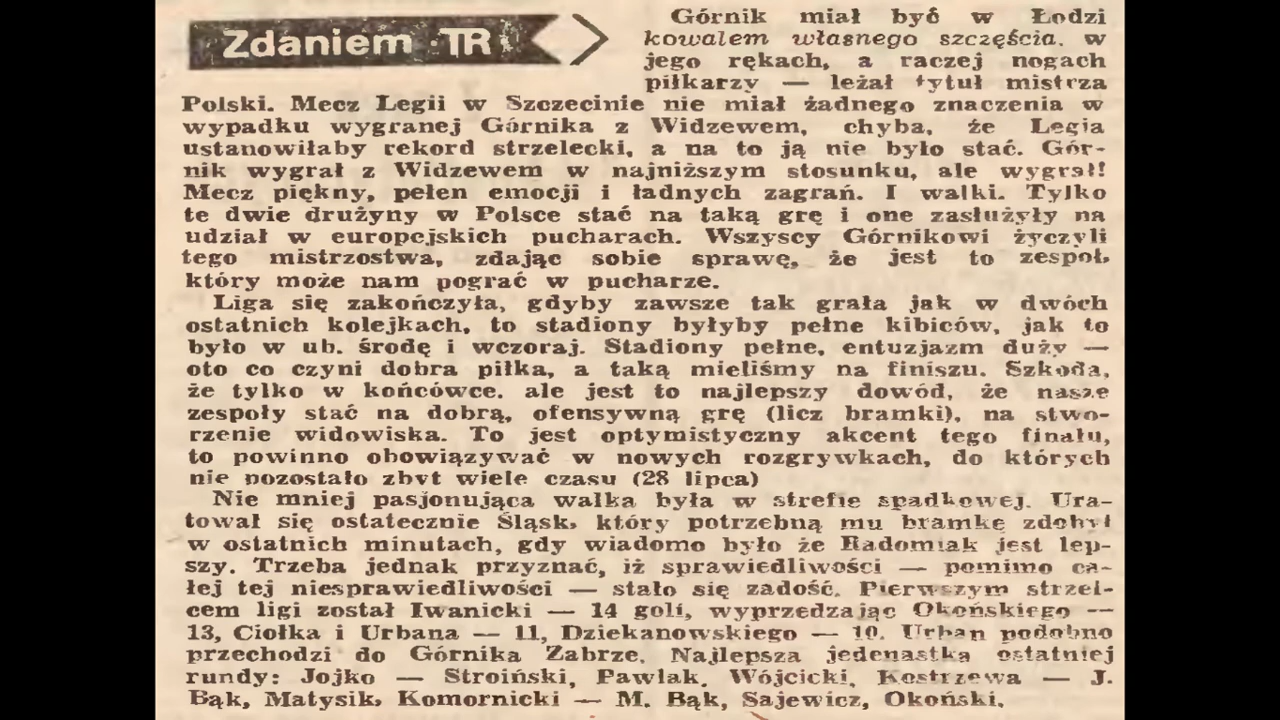 Zdaniem TR
Górnik miał być w Łodzi
kowalem własnego szczęścia. w
jego rękach, a raczej nogach
piłkarzy — leżał tytuł mistrza
Polski. Mecz Legii w Szczecinie nie miał żadnego znaczenia w
wypadku wygranej Górnika z Widzewem, chyba, że Legia
ustanowiłaby rekord strzelecki, a na to ją nie było stać. Gór-
nik wygrał z Widzewem w najniższym stosunku, ale wygrał!
Mecz piękny, pełen emocji i ładnych zagrań. I walki. Tylko
te dwie drużyny w Polsce stać na taką grę i one zasłużyły na
udział w europejskich pucharach. Wszyscy Górnikowi życzyli
tego mistrzostwa, zdając sobie sprawę, że jest to zespół,
który może nam pograć w pucharze.
Liga się zakończyła, gdyby zawsze tak grała jak w dwóch
ostatnich kolejkach, to stadiony byłyby pełne kibiców, jak to
było w ub. środę i wczoraj. Stadiony pełne, entuzjazm duży —
oto co czyni dobra piłka, a taką mieliśmy na finiszu. Szkoda,
że tylko w końcówce. ale jest to najlepszy dowód, że nasze
zespoły stać na dobrą, ofensywną grę (licz bramki), na stwo-
rzenie widowiska. To jest optymistyczny akcent tego finału,
to powinno obowiązywać w nowych rozgrywkach, do których
nie pozostało zbyt wiele czasu (28 lipca)
Nie mniej pasjonująca walka była w strefie spadkowej. Ura-
tował się ostatecznie Śląsk, który potrzebną mu bramkę zdobył
w ostatnich minutach, gdy wiadomo było że Radomiak jest lep-
szy. Trzeba jednak przyznać, iż sprawiedliwości — pomimo ca-
łej tej niesprawiedliwości — stało się zadość. Pierwszym strzel-
cem ligi został Iwanicki — 14 goli, wyprzedzając Okońskiego —
13, Ciołka i Urbana — 11, Dziekanowskiego — 10. Urban podobno
przechodzi do Górnika Zabrze. Najlepsza jedenastka ostatniej
rundy: Jojko — Stroiński, Pawlak, Wójcicki, Kostrzewa — J.
Bąk, Matysik, Komornicki — M. Bąk, Sajewicz, Okoński.